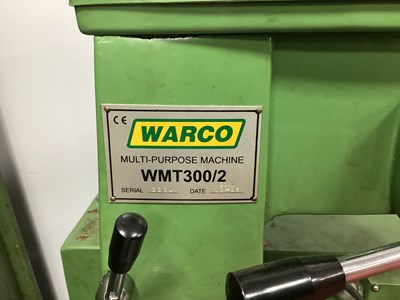 CE
WARCO
MULTI-PURPOSE MACHINE
WMT300/2
SERIAL DATE